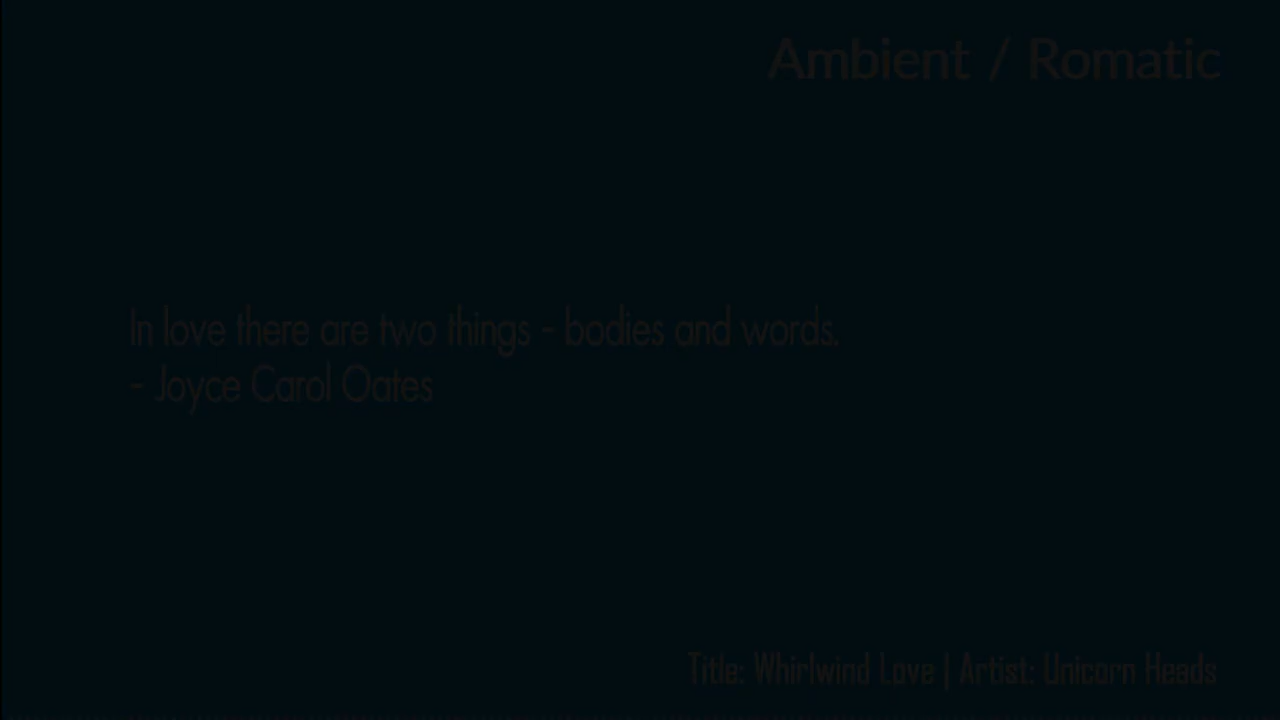 Ambient / Romatic
In love there are two things - bodies and words.
- Joyce Carol Oates
Title: Whirlwind Love | Artist: Unicorn Heads